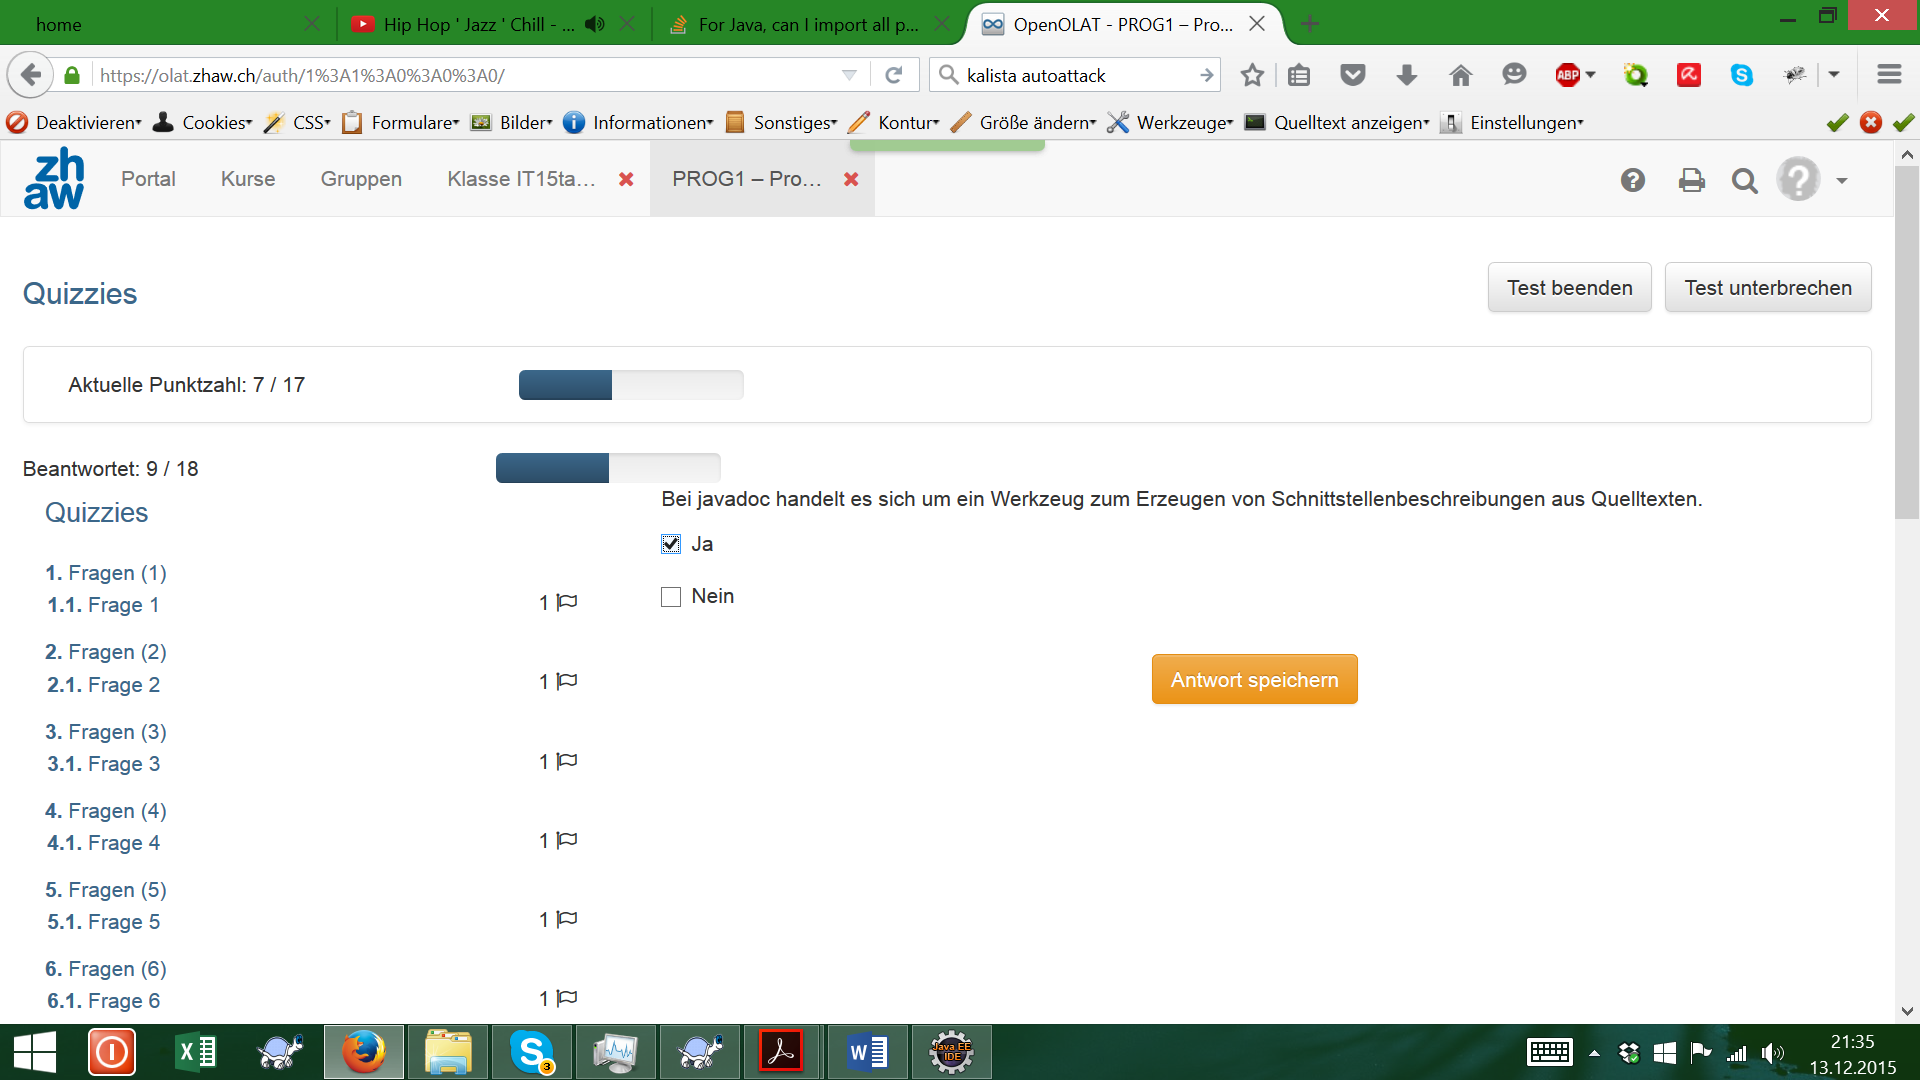 home
Hip Hop ' Jazz ' Chill - ...
For Java, can I import all p...
OpenOLAT - PROG1 – Pro...
https://olat.zhaw.ch/auth/1%3A1%3A0%3A0%3A0/
kalista autoattack
ABP
Deaktivieren
Cookies
CSS
Formulare
Bilder
Informationen
Sonstiges
Kontur
Größe ändern
Werkzeuge
Quelltext anzeigen
Einstellungen
zh
aw
Portal
Kurse
Gruppen
Klasse IT15ta...
PROG1 – Pro...
Quizzies
Test beenden
Test unterbrechen
Aktuelle Punktzahl: 7 / 17
Beantwortet: 9 / 18
Quizzies
1. Fragen (1)
1.1. Frage 1
1
2. Fragen (2)
2.1. Frage 2
1
3. Fragen (3)
3.1. Frage 3
1
4. Fragen (4)
4.1. Frage 4
1
5. Fragen (5)
5.1. Frage 5
1
6. Fragen (6)
6.1. Frage 6
1
Bei javadoc handelt es sich um ein Werkzeug zum Erzeugen von Schnittstellenbeschreibungen aus Quelltexten.
Ja
Nein
Antwort speichern
3
Java EE
IDE
21:35
13.12.2015